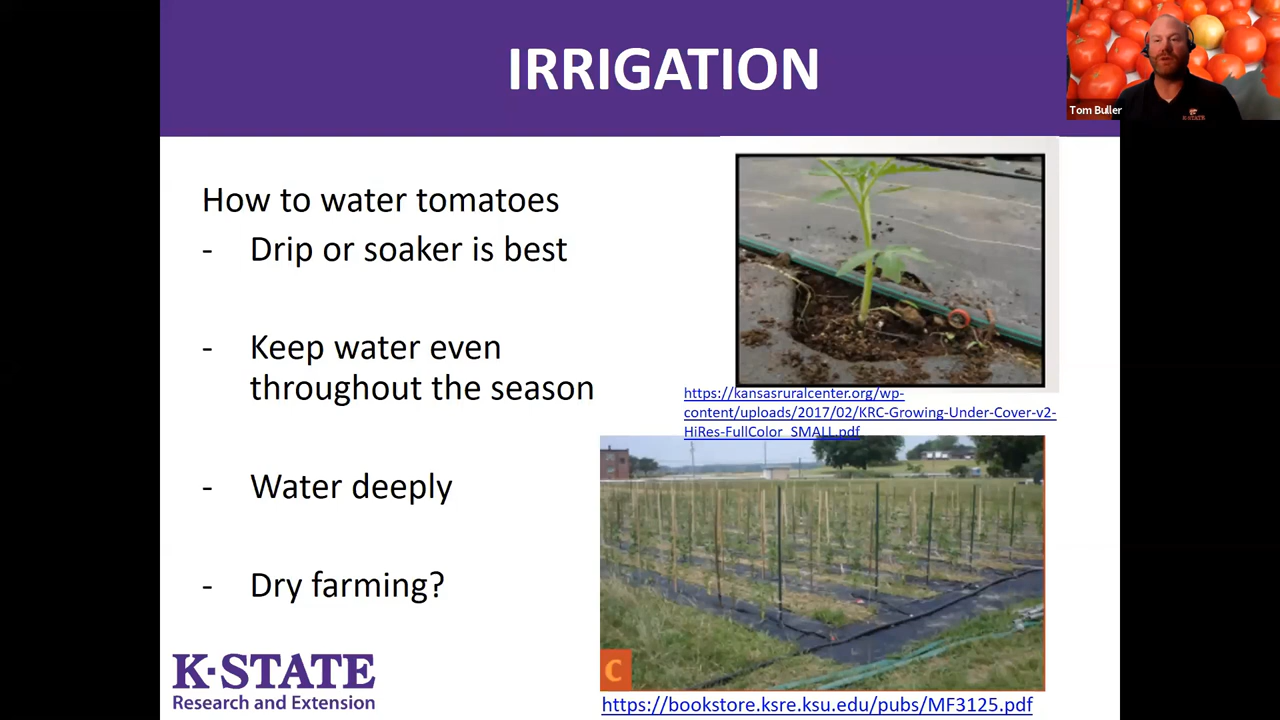 IRRIGATION
Tom Buller
K-STATE
How to water tomatoes
- Drip or soaker is best
- Keep water even
throughout the season
- Water deeply
- Dry farming?
https://kansasruralcenter.org/wp-
content/uploads/2017/02/KRC-Growing-Under-Cover-v2-
HiRes-FullColor_SMALL.pdf
C
https://bookstore.ksre.ksu.edu/pubs/MF3125.pdf
K-STATE
Research and Extension